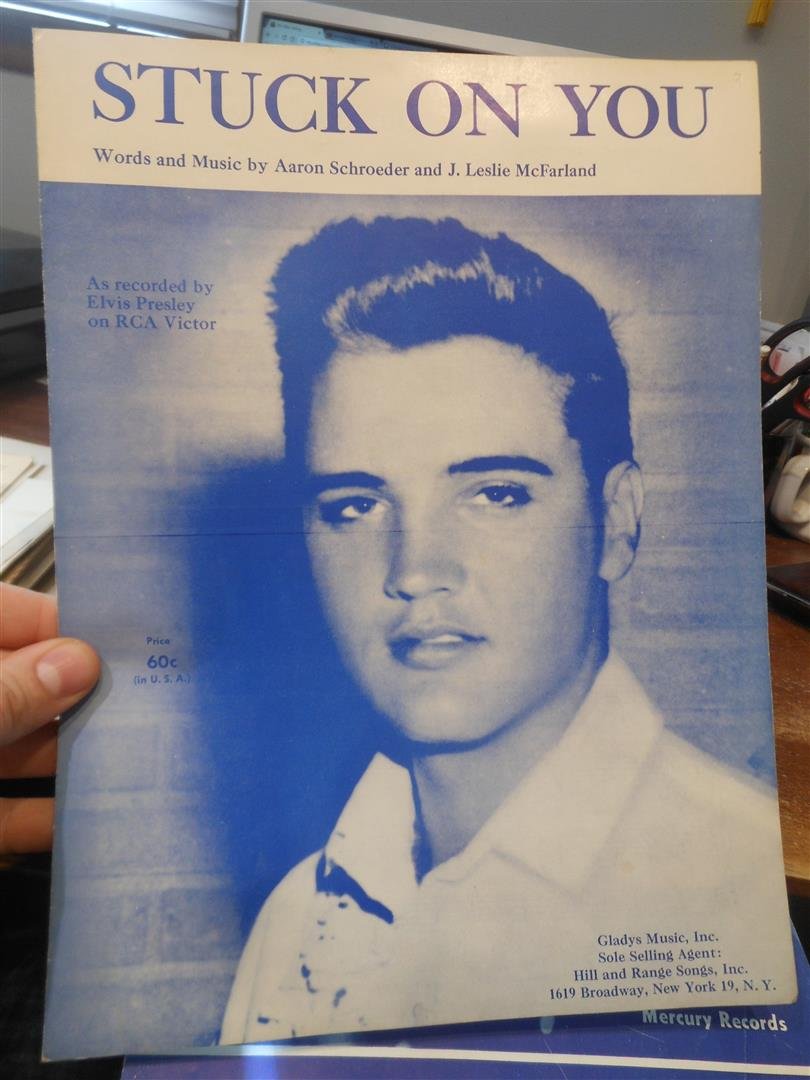 STUCK ON YOU
Words and Music by Aaron Schroeder and J. Leslie McFarland
As recorded by
Elvis Presley
on RCA Victor
Price
60c
(in U. S. A.)
Gladys Music, Inc.
Sole Selling Agent:
Hill and Range Songs, Inc.
1619 Broadway, New York 19, N. Y.
Mercury Records